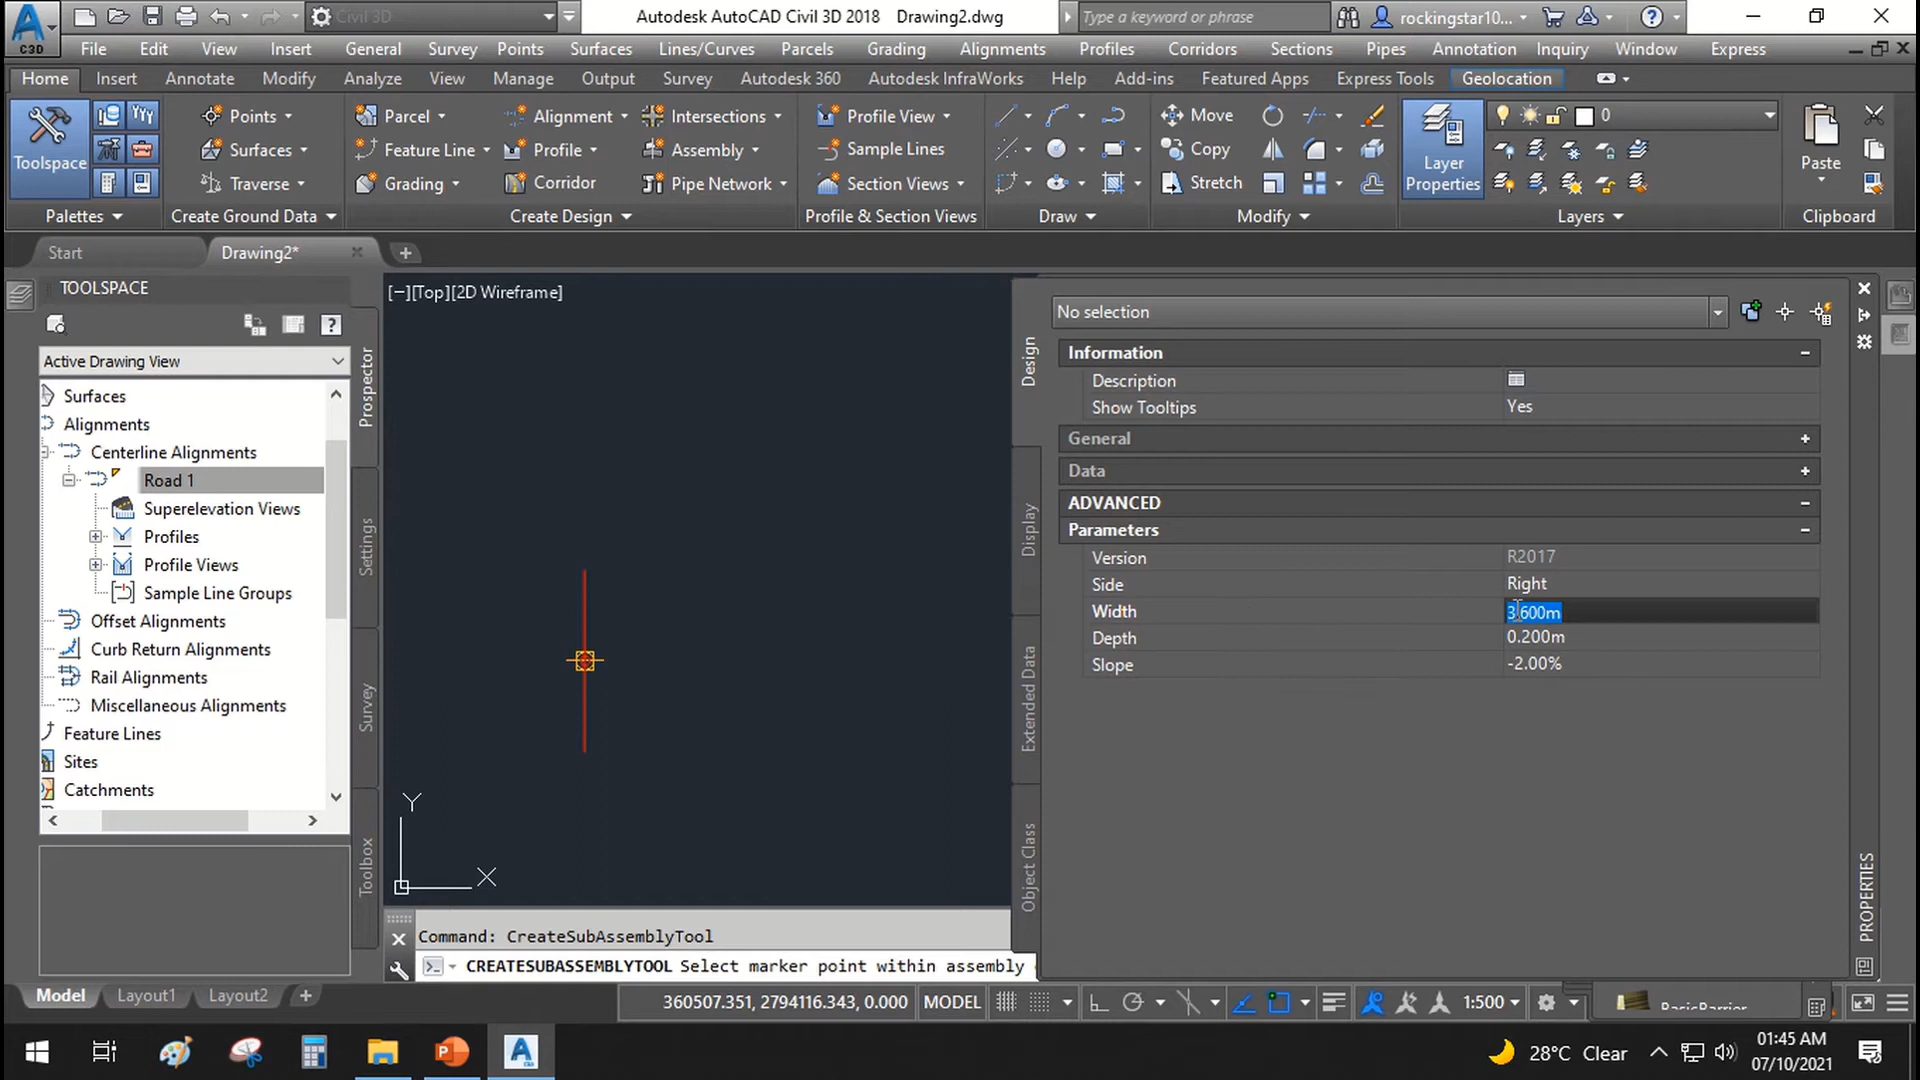 C3D
Civil 3D
Autodesk AutoCAD Civil 3D 2018 Drawing2.dwg
Type a keyword or phrase
rockingstar10...
File Edit View Insert General Survey Points Surfaces Lines/Curves Parcels Grading Alignments Profiles Corridors Sections Pipes Annotation Inquiry Window Express
Home Insert Annotate Modify Analyze View Manage Output Survey Autodesk 360 Autodesk InfraWorks Help Add-ins Featured Apps Express Tools Geolocation
Toolspace
Palettes
Points
Surfaces
Traverse
Create Ground Data
Parcel
Feature Line
Grading
Alignment
Profile
Corridor
Intersections
Assembly
Pipe Network
Create Design
Profile View
Sample Lines
Section Views
Profile & Section Views
Draw
Move
Copy
Stretch
Modify
Layer
Properties
0
Layers
Paste
Clipboard
Start
Drawing2*
TOOLSPACE
Active Drawing View
Surfaces
Alignments
Centerline Alignments
Road 1
Superelevation Views
Profiles
Profile Views
Sample Line Groups
Offset Alignments
Curb Return Alignments
Rail Alignments
Miscellaneous Alignments
Feature Lines
Sites
Catchments
Prospector
Settings
Survey
Toolbox
[−][Top][2D Wireframe]
Y
X
Command: CreateSubAssemblyTool
CREATESUBASSEMBLYTOOL Select marker point within assembly
Design
Display
Extended Data
Object Class
No selection
Information
Description
Show Tooltips Yes
General
Data
ADVANCED
Parameters
Version R2017
Side Right
Width 3.600m
Depth 0.200m
Slope -2.00%
PROPERTIES
Model Layout1 Layout2
360507.351, 2794116.343, 0.000 MODEL
1:500
BasicBarrier
28°C Clear
01:45 AM
07/10/2021